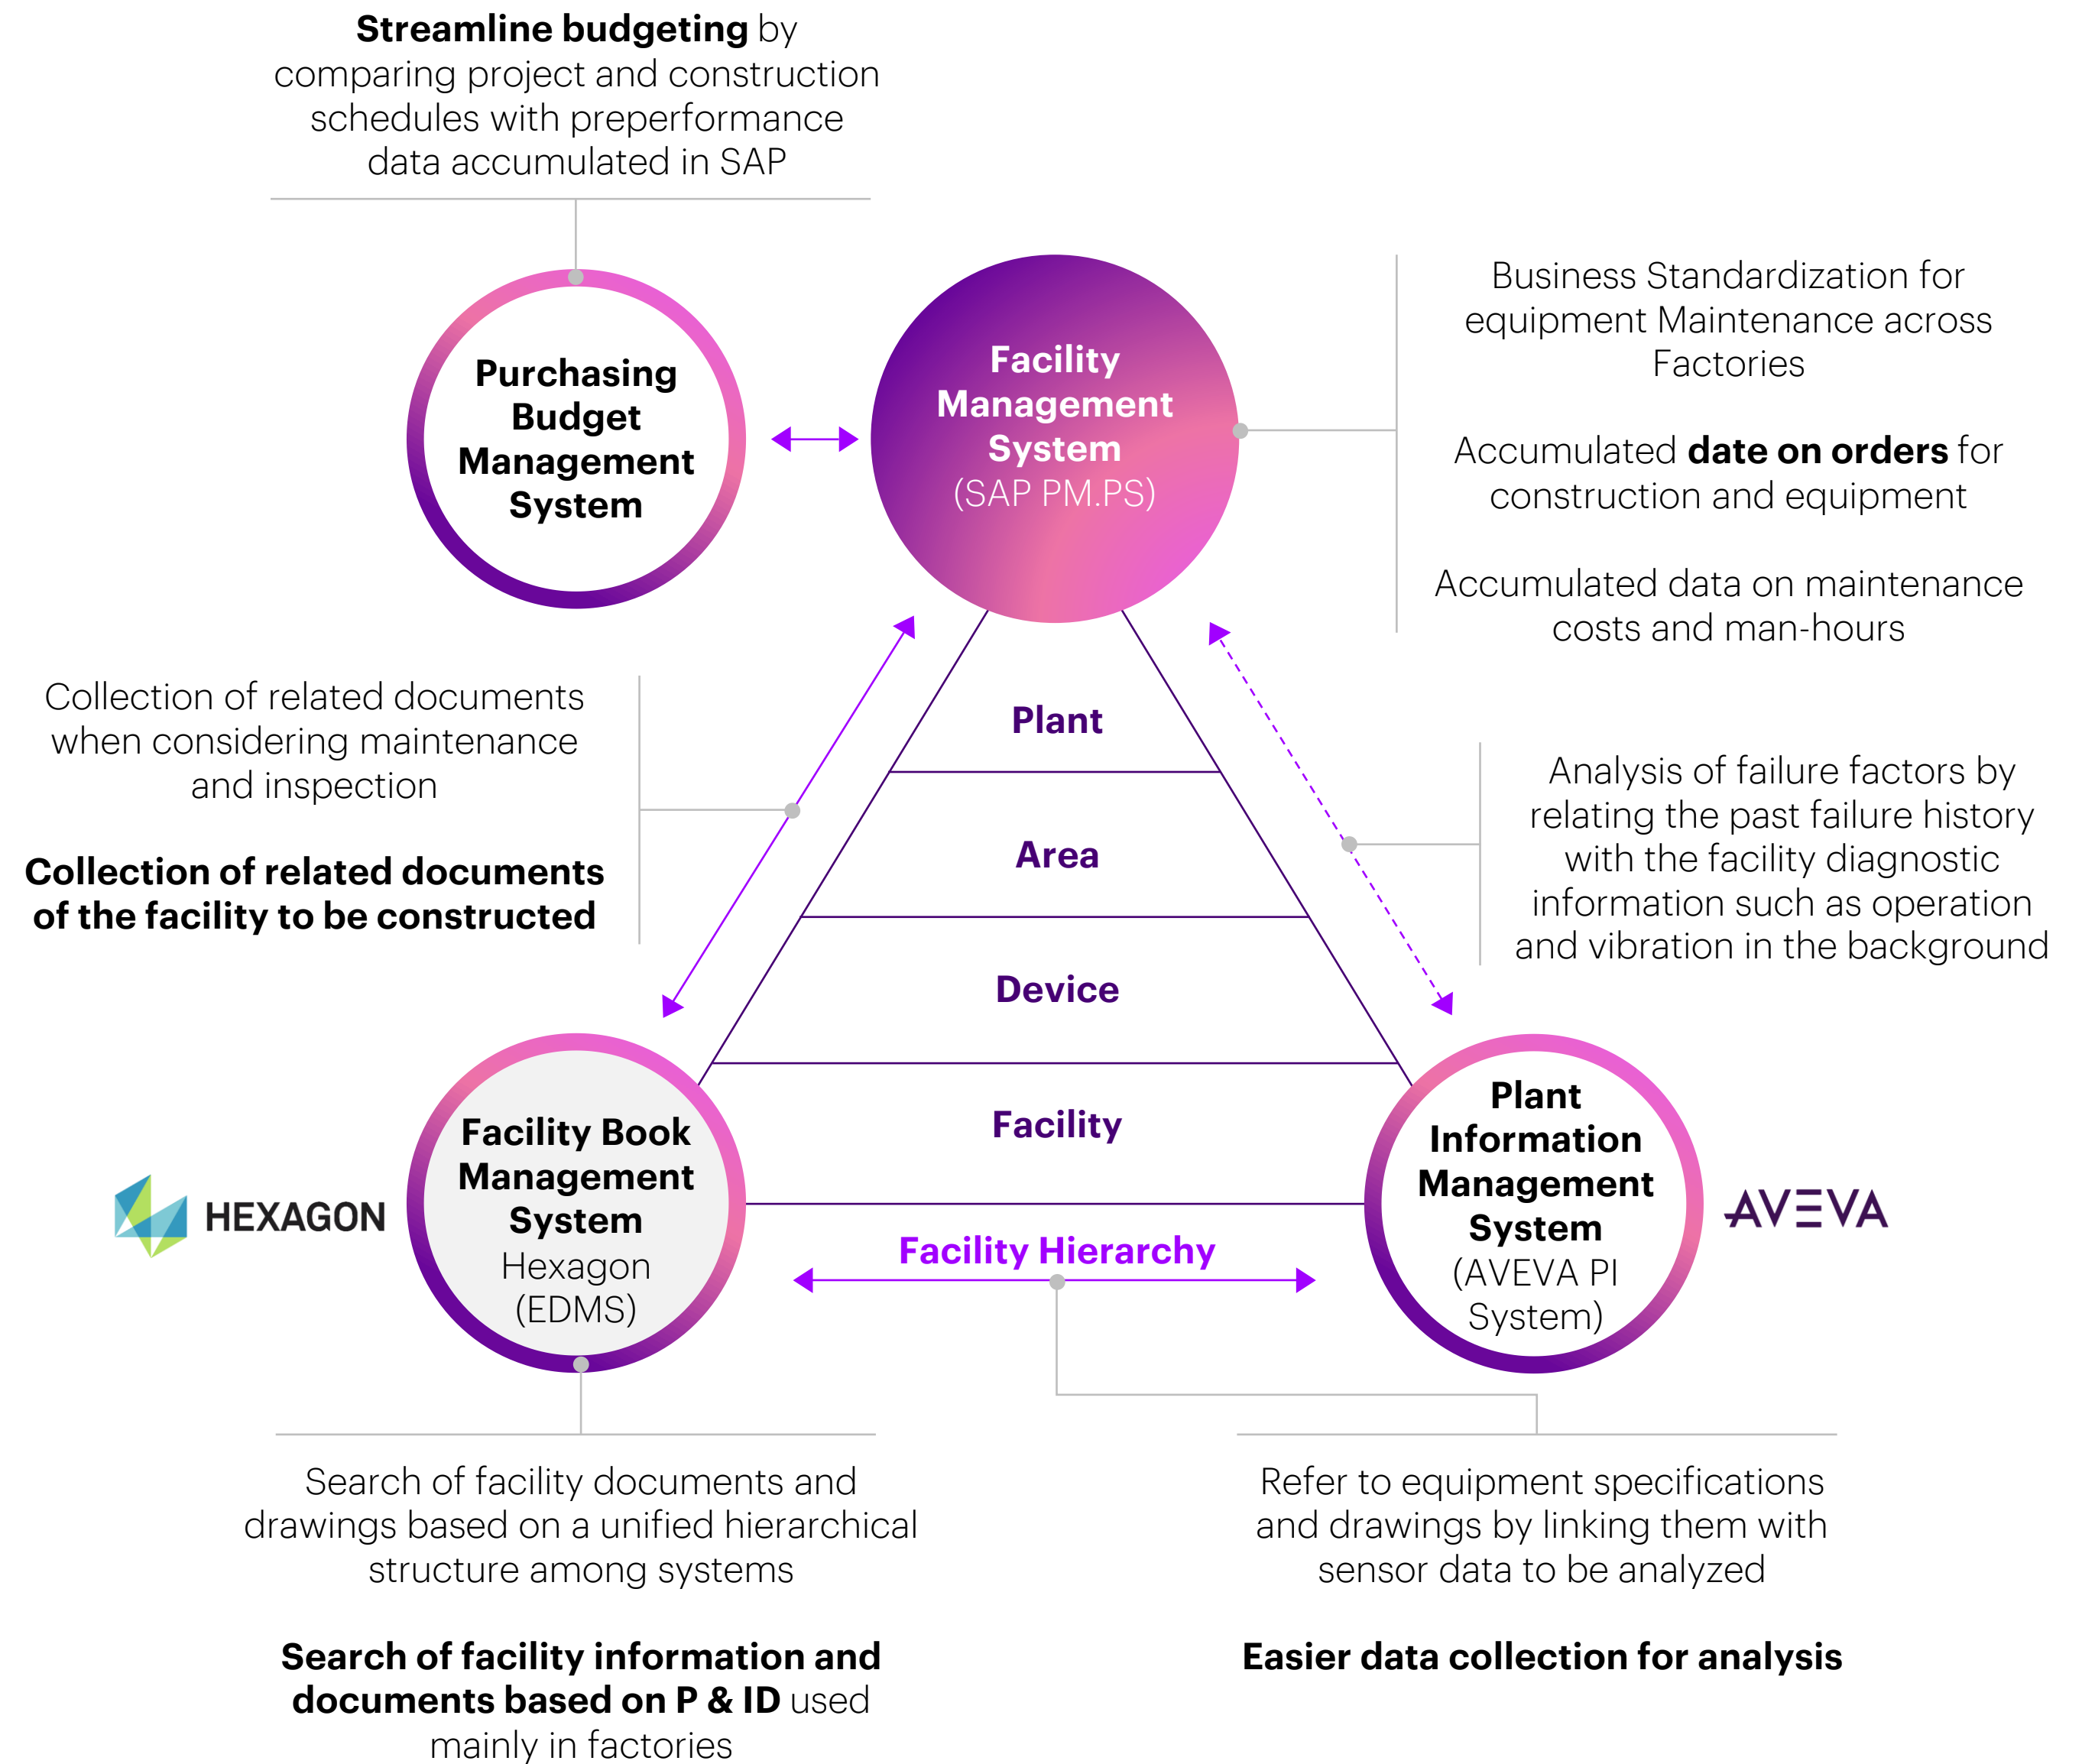 Streamline budgeting by
comparing project and construction
schedules with preperformance
data accumulated in SAP
Purchasing
Budget
Management
System
Facility
Management
System
(SAP PM.PS)
Business Standardization for
equipment Maintenance across
Factories
Accumulated date on orders for
construction and equipment
Accumulated data on maintenance
costs and man-hours
Collection of related documents
when considering maintenance
and inspection
Collection of related documents
of the facility to be constructed
Plant
Area
Device
Facility
Analysis of failure factors by
relating the past failure history
with the facility diagnostic
information such as operation
and vibration in the background
HEXAGON
Facility Book
Management
System
Hexagon
(EDMS)
Facility Hierarchy
Plant
Information
Management
System
(AVEVA PI
System)
AVEVA
Search of facility documents and
drawings based on a unified hierarchical
structure among systems
Search of facility information and
documents based on P & ID used
mainly in factories
Refer to equipment specifications
and drawings by linking them with
sensor data to be analyzed
Easier data collection for analysis